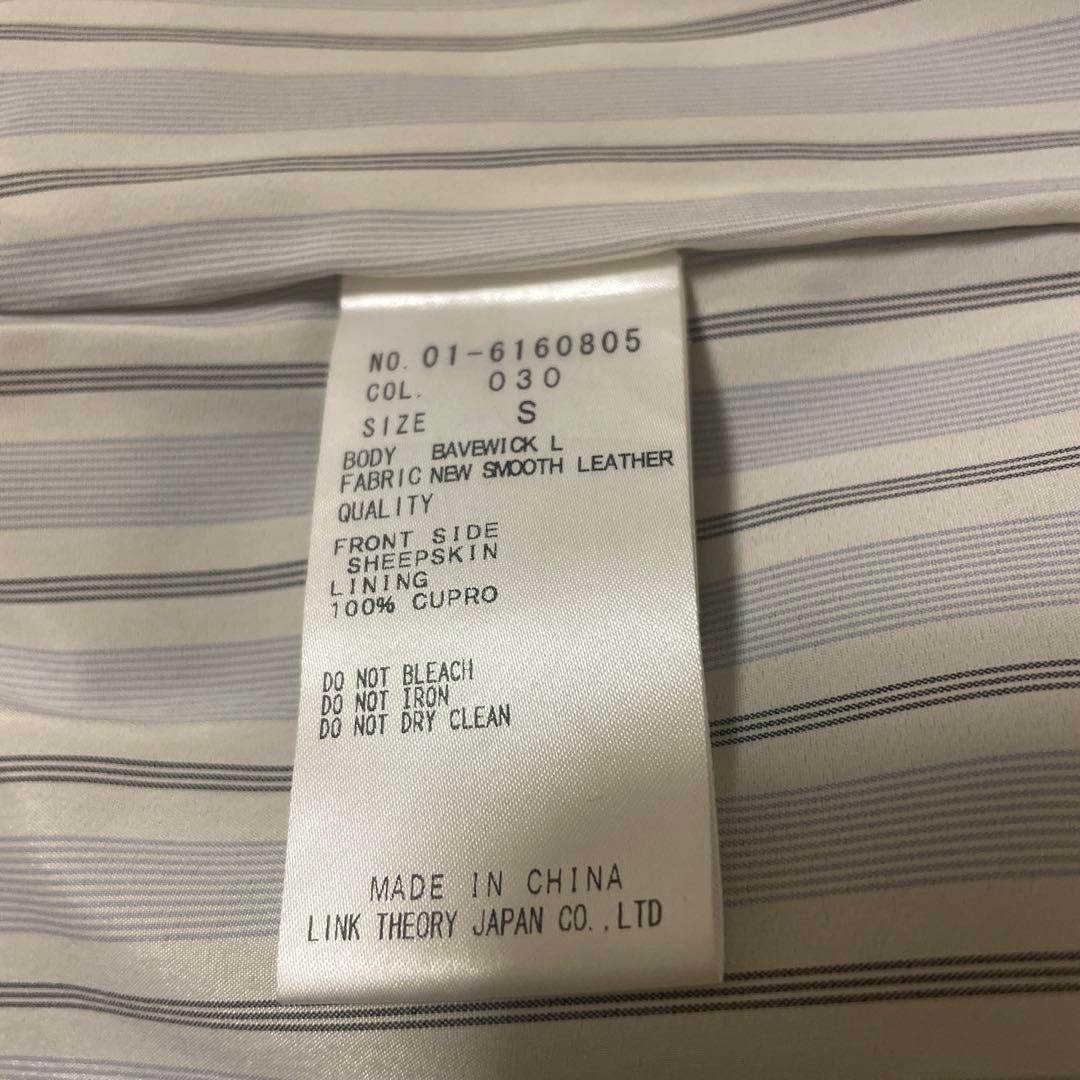 NO. 01-6160805
COL. 030
SIZE S
BODY BAVEWICK L
FABRIC NEW SMOOTH LEATHER
QUALITY
FRONT SIDE
SHEEPSKIN
LINING
100% CUPRO
DO NOT BLEACH
DO NOT IRON
DO NOT DRY CLEAN
MADE IN CHINA
LINK THEORY JAPAN CO.,LTD